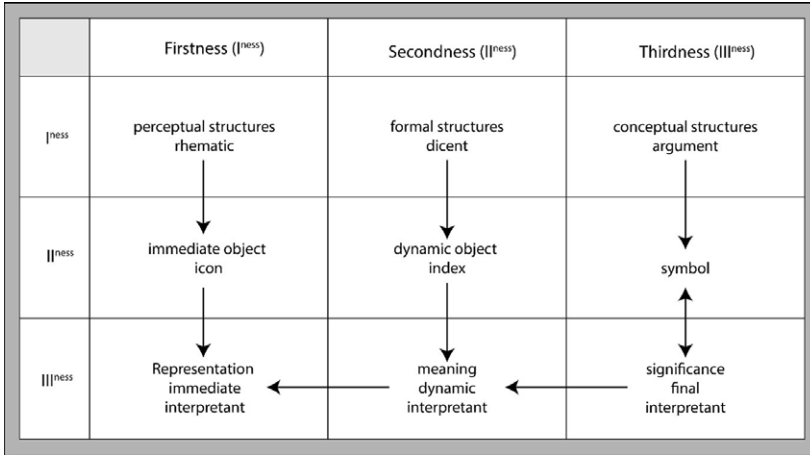 Firstness (Iness)
Secondness (IIness)
Thirdness (IIIness)
Iness
perceptual structures
rhematic
formal structures
dicent
conceptual structures
argument
IIness
immediate object
icon
dynamic object
index
symbol
IIIness
Representation
immediate
interpretant
meaning
dynamic
interpretant
significance
final
interpretant